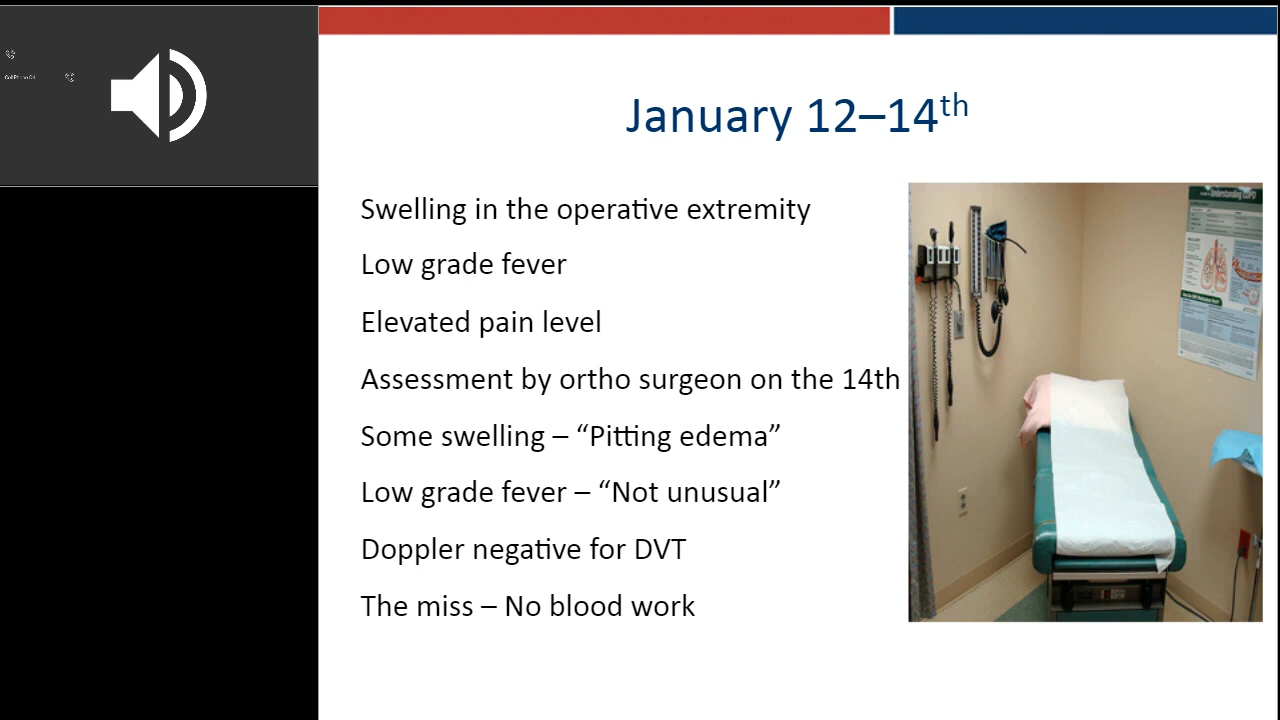 January 12–14th
Swelling in the operative extremity
Low grade fever
Elevated pain level
Assessment by ortho surgeon on the 14th
Some swelling – “Pitting edema”
Low grade fever – “Not unusual”
Doppler negative for DVT
The miss – No blood work
Understanding COPD